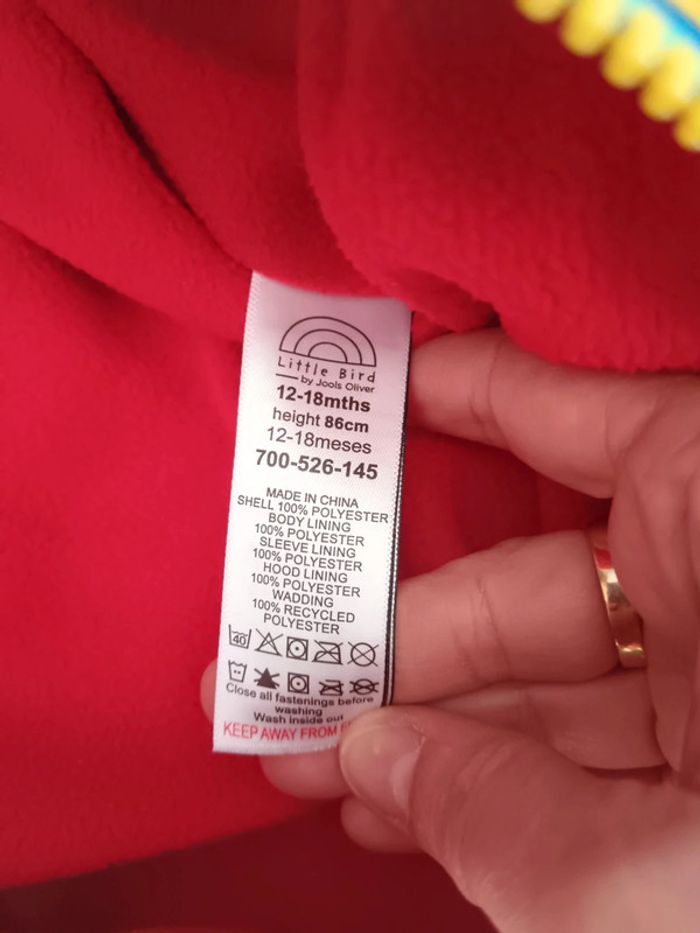 Little Bird
by Jools Oliver
12-18mths
height 86cm
12-18meses
700-526-145
MADE IN CHINA
SHELL 100% POLYESTER
BODY LINING
100% POLYESTER
SLEEVE LINING
100% POLYESTER
HOOD LINING
100% POLYESTER
WADDING
100% RECYCLED
POLYESTER
40
Close all fastenings before
washing
Wash inside out
KEEP AWAY FROM